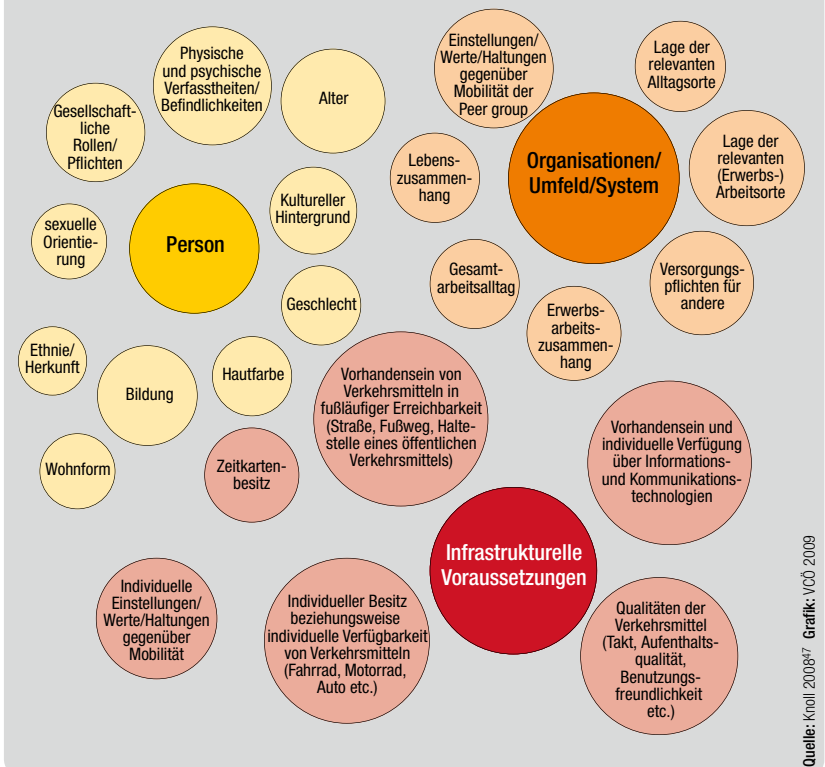 Physische
und psychische
Verfasstheiten/
Befindlichkeiten
Alter
Gesellschaft-
liche
Rollen/
Pflichten
sexuelle
Orientie-
rung
Person
Kultureller
Hintergrund
Geschlecht
Ethnie/
Herkunft
Bildung
Hautfarbe
Wohnform
Einstellungen/
Werte/Haltungen
gegenüber
Mobilität der
Peer group
Lage der
relevanten
Alltagsorte
Lebens-
zusammen-
hang
Organisationen/
Umfeld/System
Lage der
relevanten
(Erwerbs-)
Arbeitsorte
Gesamt-
arbeitsalltag
Erwerbs-
arbeits-
zusammen-
hang
Versorgungs-
pflichten für
andere
Vorhandensein von
Verkehrsmitteln in
fußläufiger Erreichbarkeit
(Straße, Fußweg, Halte-
stelle eines öffentlichen
Verkehrsmittels)
Zeitkarten-
besitz
Vorhandensein und
individuelle Verfügung
über Informations-
und Kommunikations-
technologien
Infrastrukturelle
Voraussetzungen
Individuelle
Einstellungen/
Werte/Haltungen
gegenüber
Mobilität
Individueller Besitz
beziehungsweise
individuelle Verfügbarkeit
von Verkehrsmitteln
(Fahrrad, Motorrad,
Auto etc.)
Qualitäten der
Verkehrsmittel
(Takt, Aufenthalts-
qualität,
Benutzungs-
freundlichkeit
etc.)
Quelle: Knoll 2008⁴⁷ Grafik: VCÖ 2009